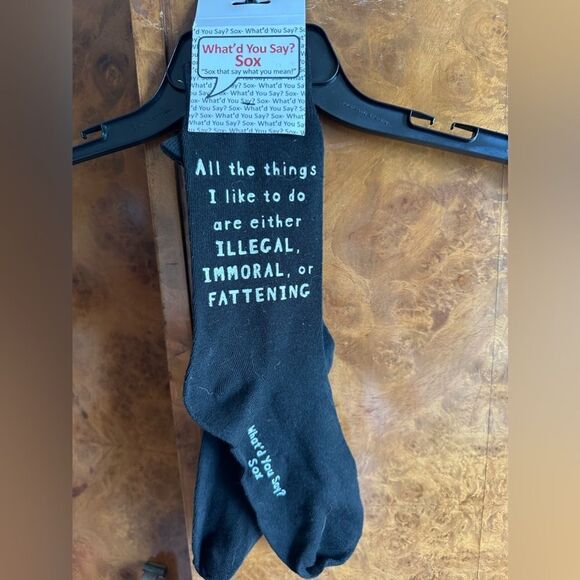 What'd You Say?
Sox
"Sox that say what you mean!"
All the things
I like to do
are either
ILLEGAL,
IMMORAL, or
FATTENING
What'd You Say?
Sox